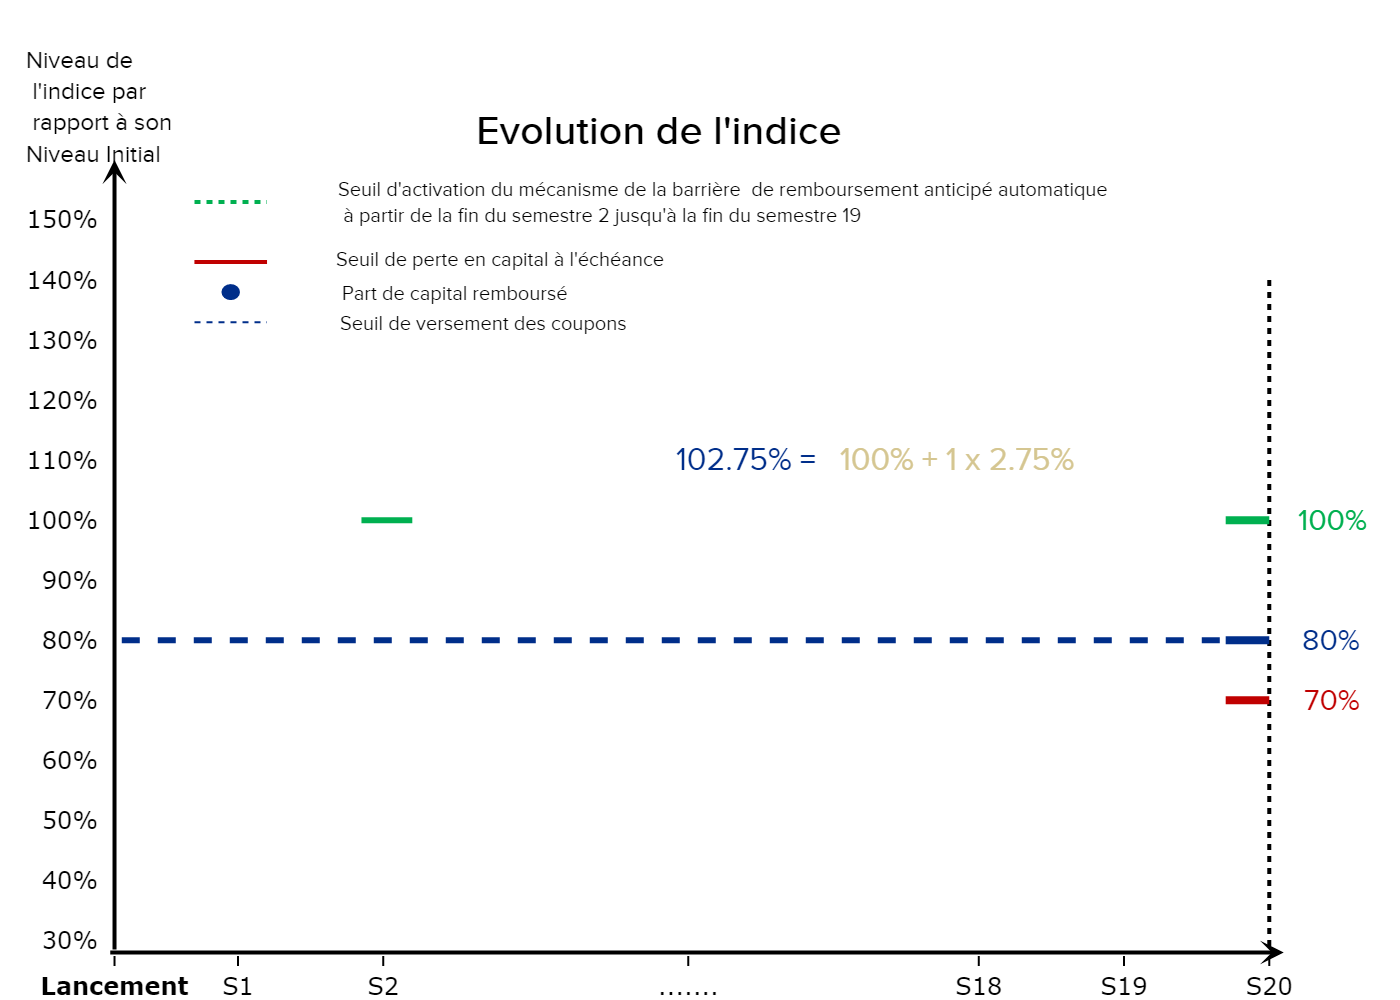 Niveau de
l'indice par
rapport à son
Niveau Initial
Evolution de l'indice
Seuil d'activation du mécanisme de la barrière de remboursement anticipé automatique
à partir de la fin du semestre 2 jusqu'à la fin du semestre 19
Seuil de perte en capital à l'échéance
Part de capital remboursé
Seuil de versement des coupons
150%
140%
130%
120%
110%
102.75% = 100% + 1 x 2.75%
100%
100%
90%
80%
80%
70%
70%
60%
50%
40%
30%
Lancement S1 S2 ....... S18 S19 S20